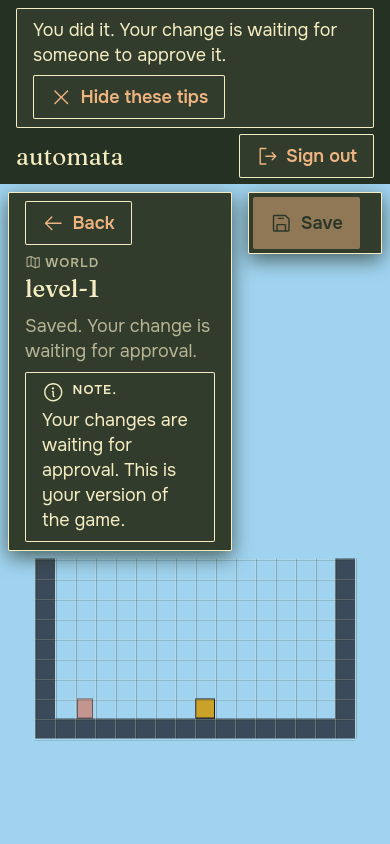 You did it. Your change is waiting for
someone to approve it.
Hide these tips
automata
Sign out
Back
Save
WORLD
level-1
Saved. Your change is
waiting for approval.
NOTE.
Your changes are
waiting for
approval. This is
your version of
the game.